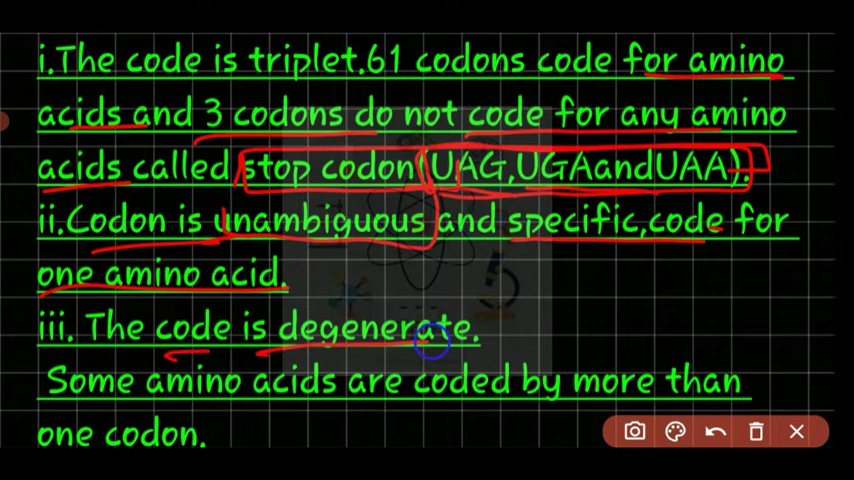 i.The code is triplet.61 codons code for amino
acids and 3 codons do not code for any amino
acids called stop codon(UAG,UGAandUAA).
ii.Codon is unambiguous and specific,code for
one amino acid.
iii. The code is degenerate.
Some amino acids are coded by more than
one codon.